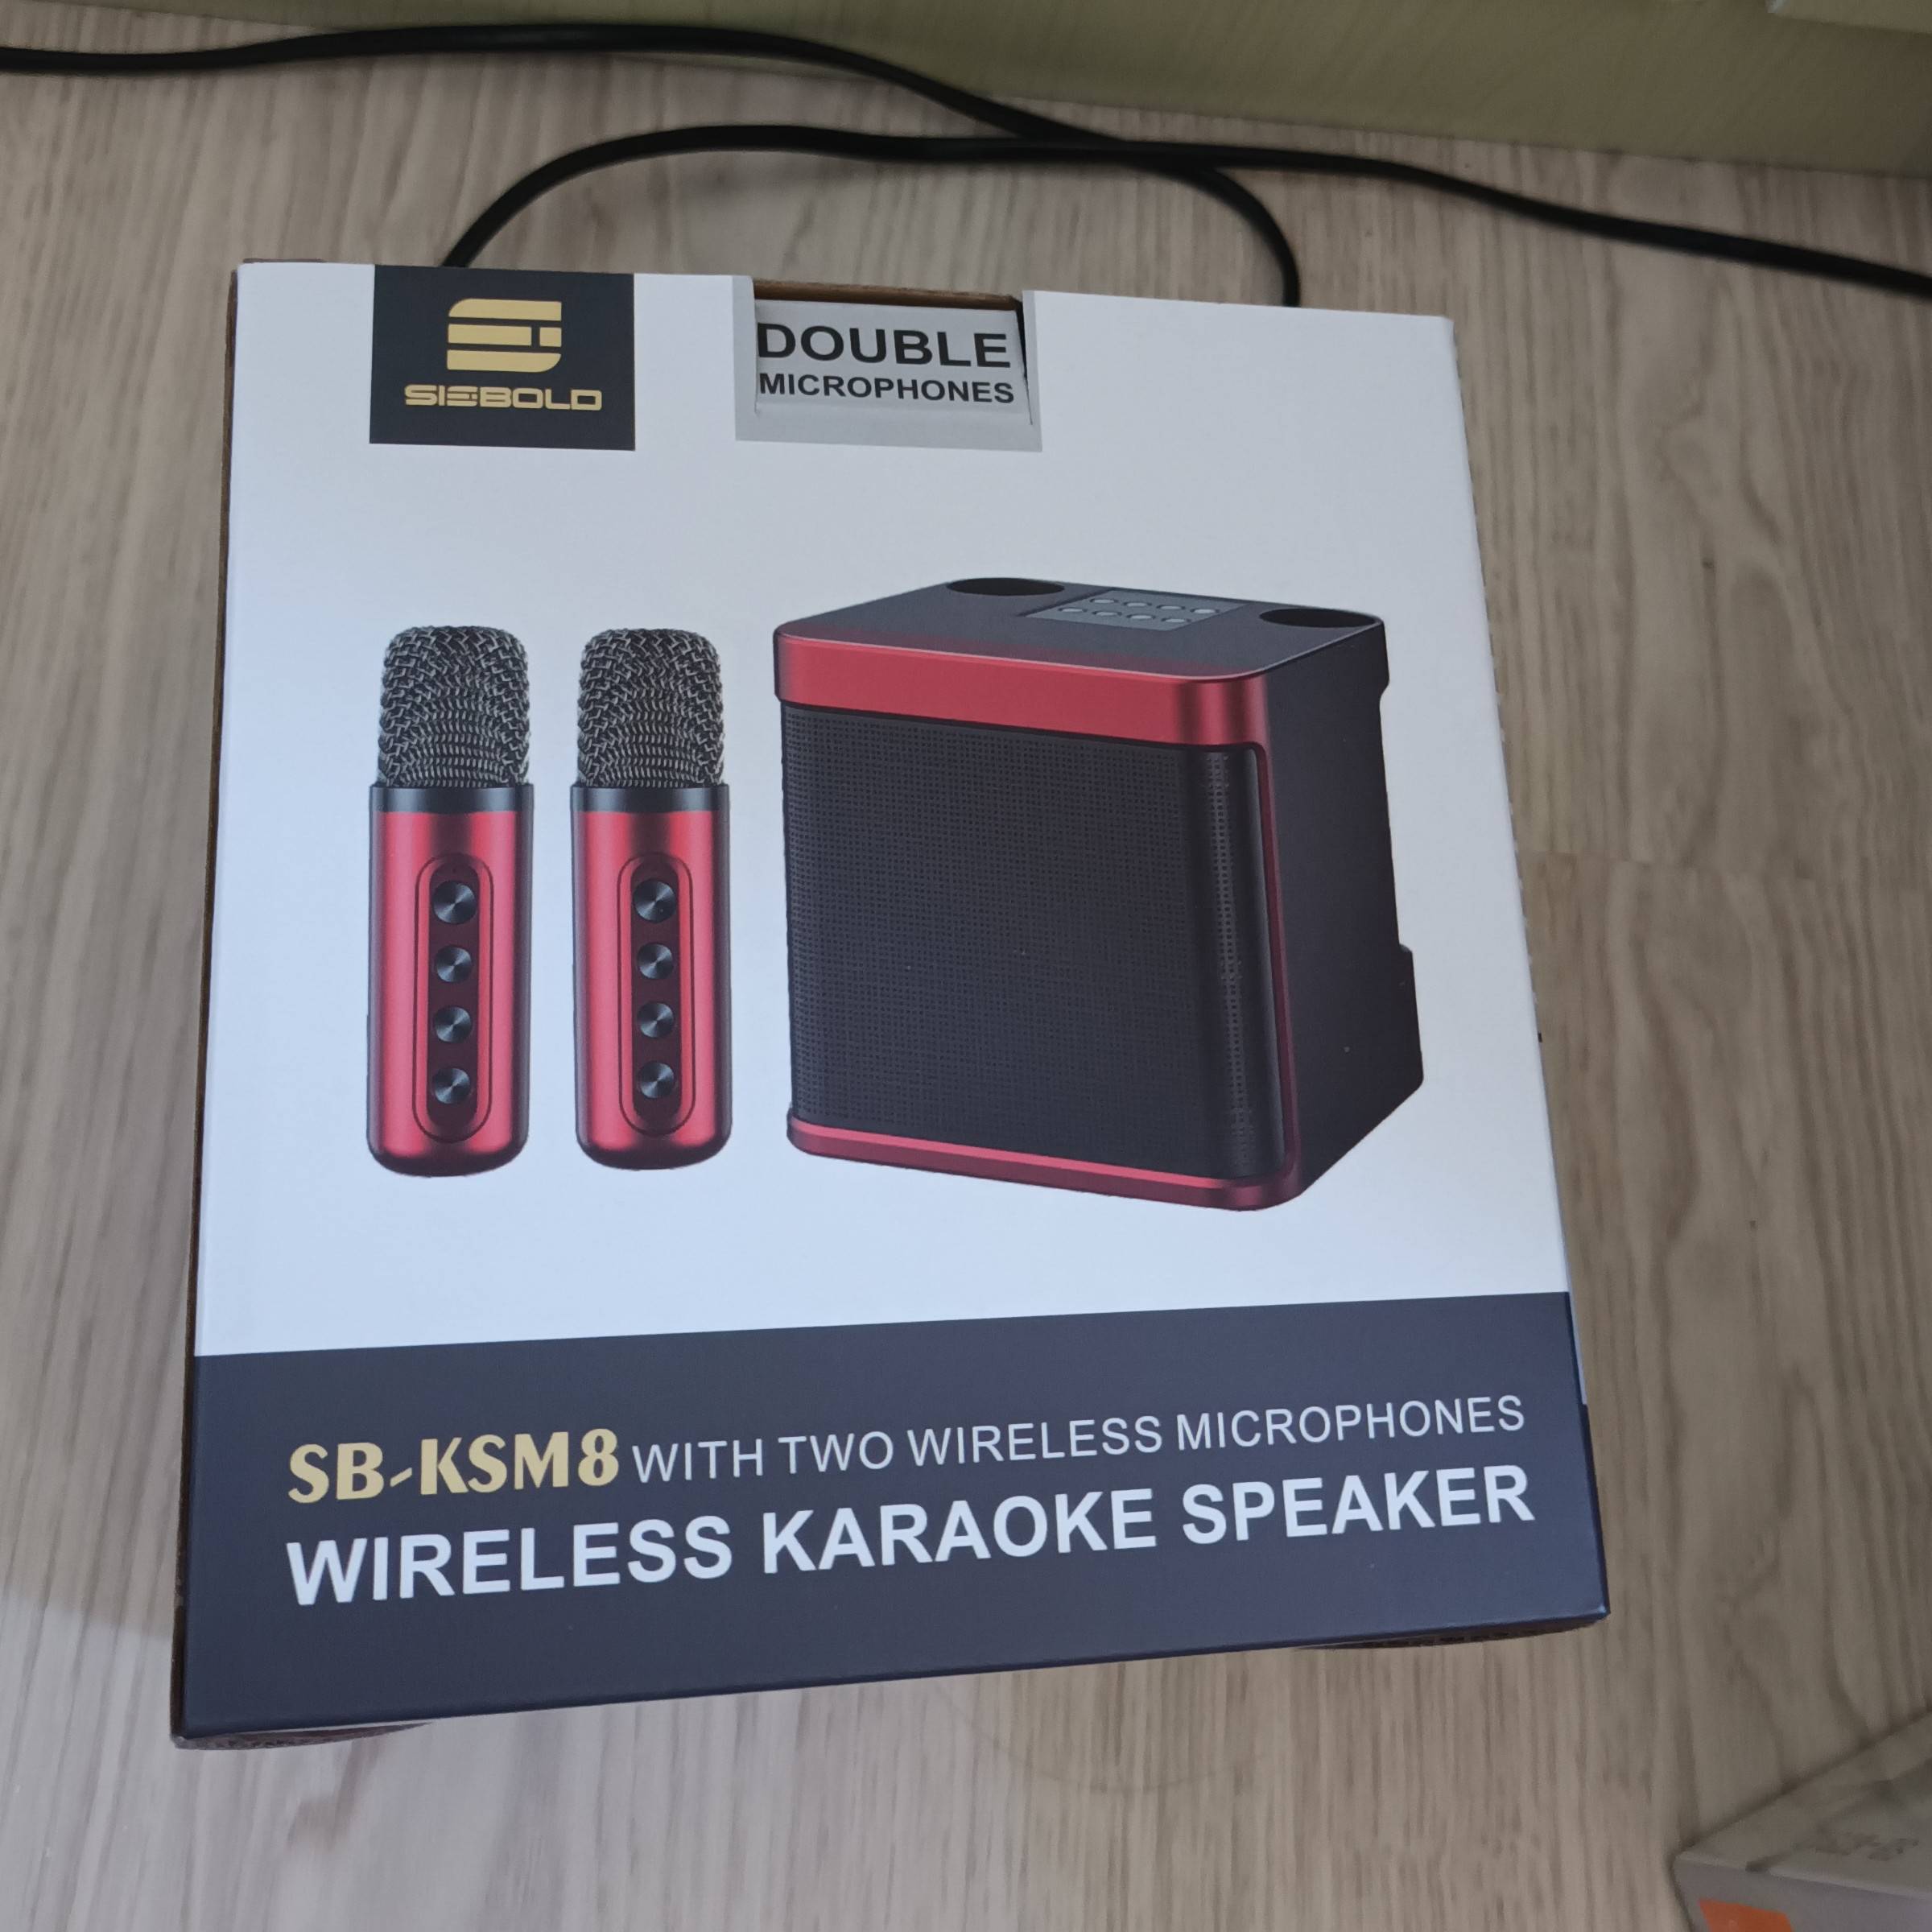 SIEBOLD
DOUBLE
MICROPHONES
SB-KSM8 WITH TWO WIRELESS MICROPHONES
WIRELESS KARAOKE SPEAKER